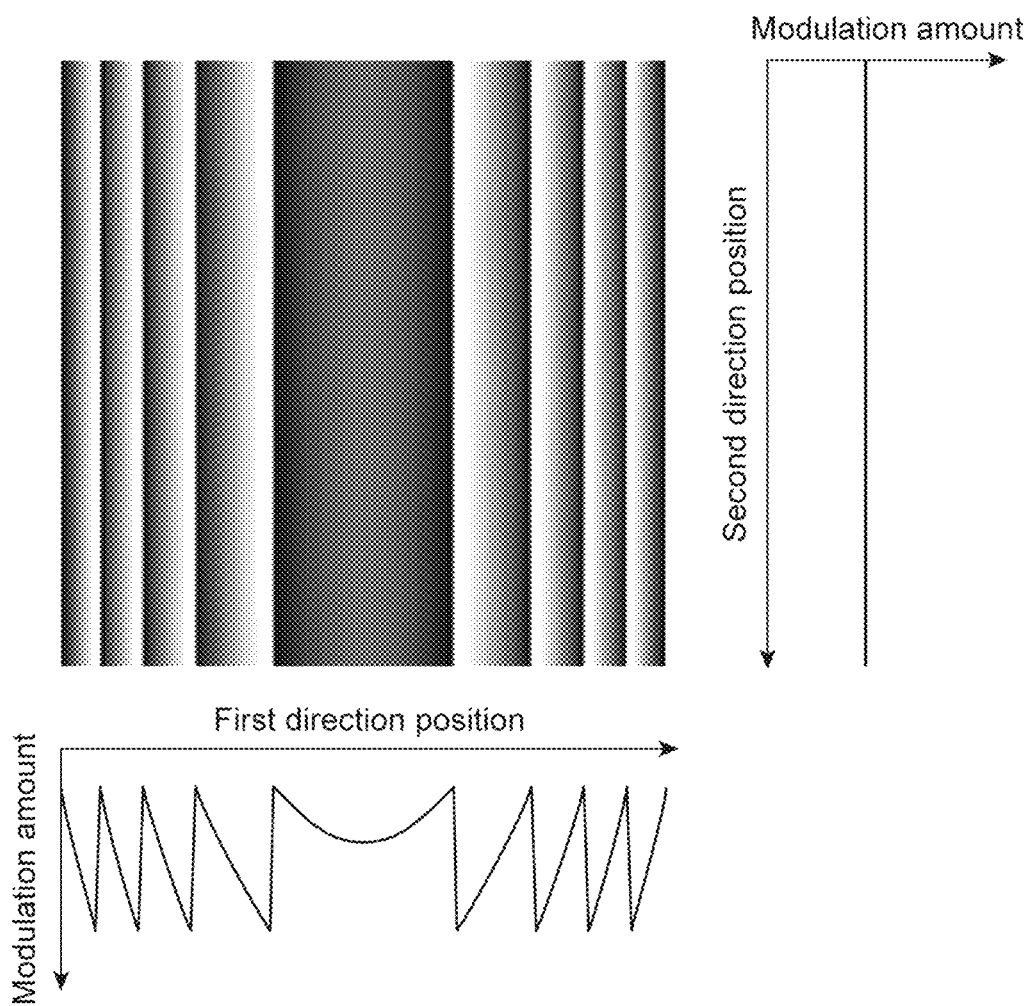 Modulation amount
Second direction position
First direction position
Modulation amount